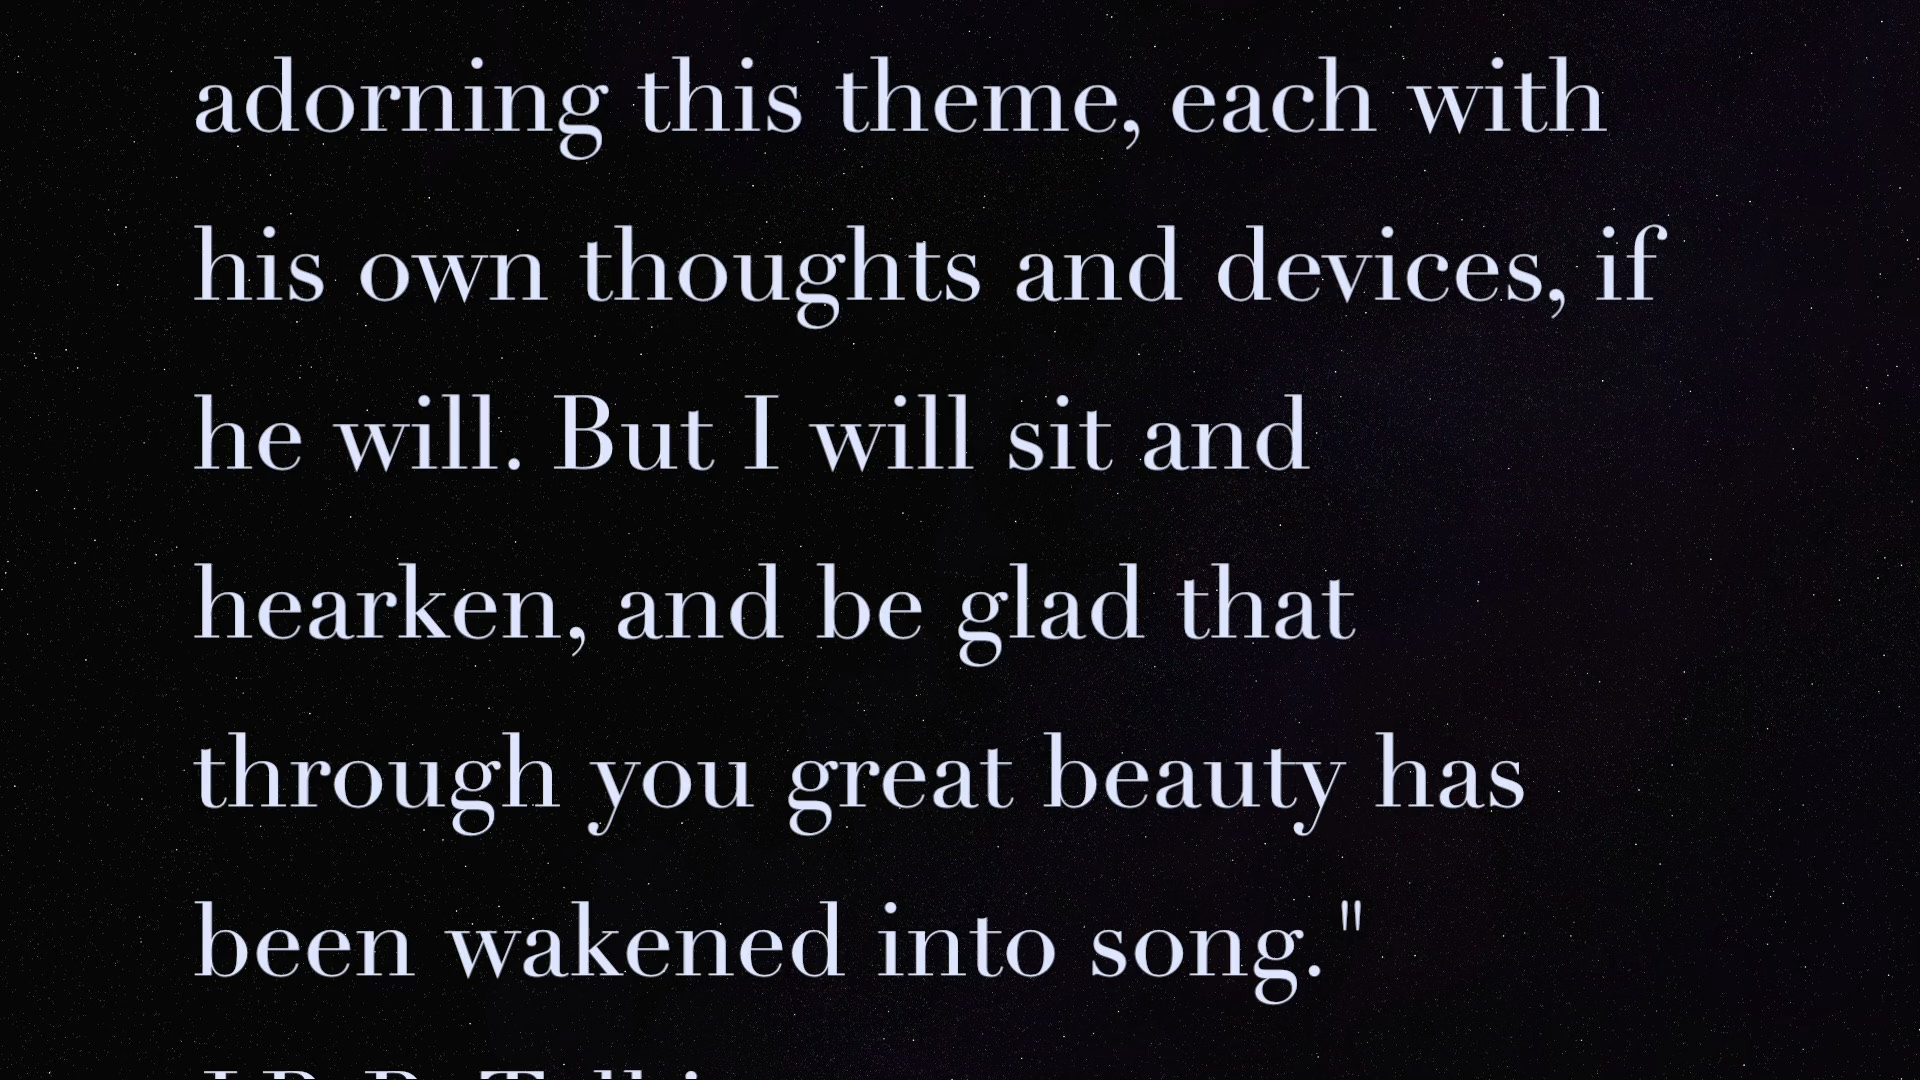 adorning this theme, each with
his own thoughts and devices, if
he will. But I will sit and
hearken, and be glad that
through you great beauty has
been wakened into song."